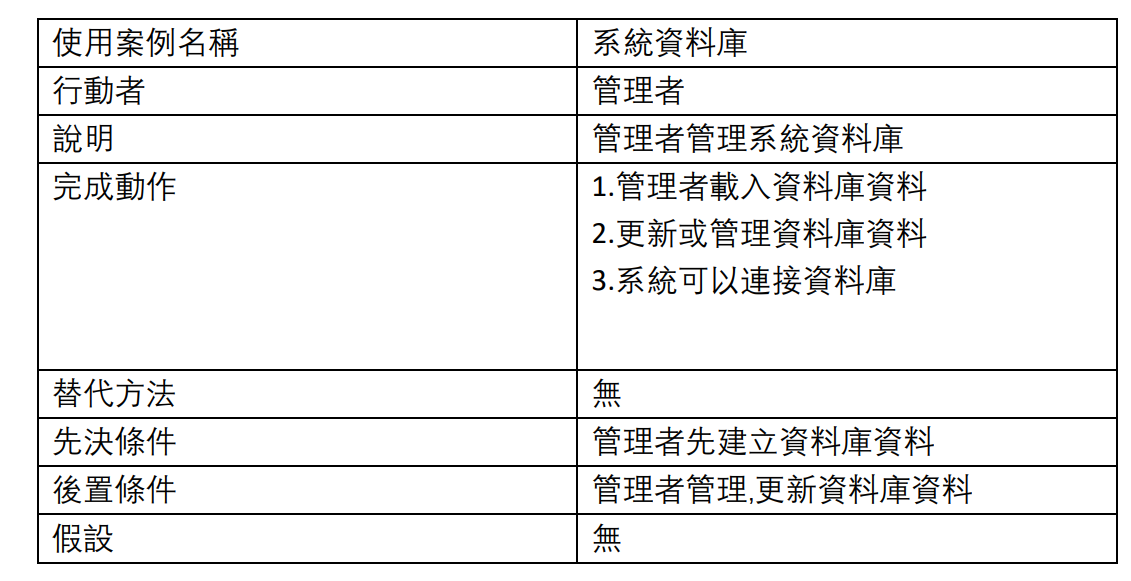 使用案例名稱 系統資料庫
行動者 管理者
說明 管理者管理系統資料庫
完成動作 1.管理者載入資料庫資料
2.更新或管理資料庫資料
3.系統可以連接資料庫
替代方法 無
先決條件 管理者先建立資料庫資料
後置條件 管理者管理,更新資料庫資料
假設 無